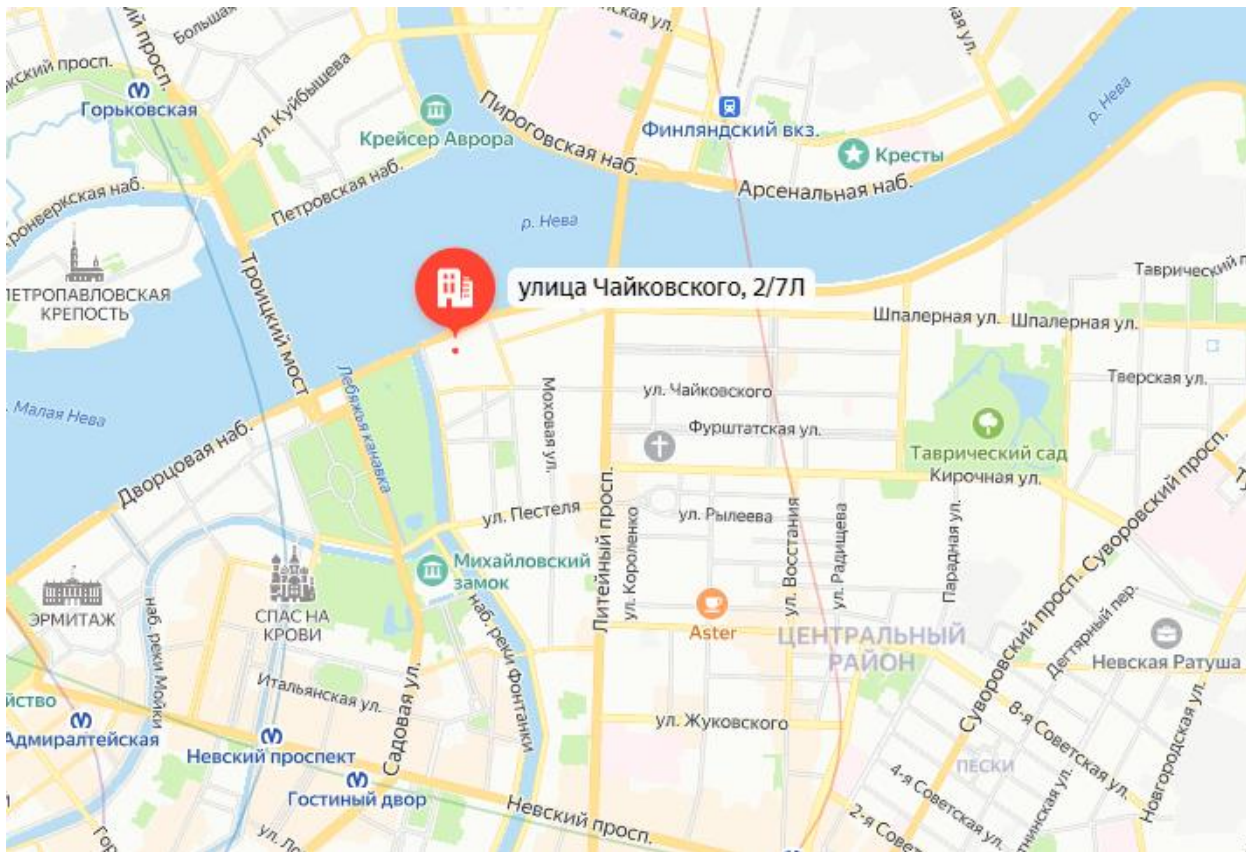 Большая
ский просп.
Горьковская
ул. Куйбышева
Крейсер Аврора
Пироговская наб.
Финляндский вкз.
Кресты
р. Нева
Арсенальная наб.
Петровская наб.
р. Нева
Троицкий мост
ПЕТРОПАВЛОВСКАЯ
КРЕПОСТЬ
улица Чайковского, 2/7Л
Таврический
Шпалерная ул.
Шпалерная ул.
Лебяжья канавка
Моховая ул.
ул. Чайковского
Тверская ул.
Малая Нева
Дворцовая наб.
Фурштатская ул.
Таврический сад
Кирочная ул.
ул. Пестеля
Литейный просп.
ул. Короленко
ул. Рылеева
ул. Восстания
ул. Радищева
Парадная ул.
Суворовский просп.
Суворовский просп.
Михайловский
замок
ЭРМИТАЖ
СПАС НА
КРОВИ
наб. реки Мойки
наб. реки Фонтанки
Aster
ЦЕНТРАЛЬНЫЙ
РАЙОН
Дегтярный пер.
Невская Ратуша
Итальянская ул.
Садовая ул.
йство
Адмиралтейская
Невский проспект
Гостиный двор
Невский просп.
ул. Жуковского
ПЕСКИ
8-я Советская ул.
4-я Советская ул.
2-я Совет
Новгородская ул.